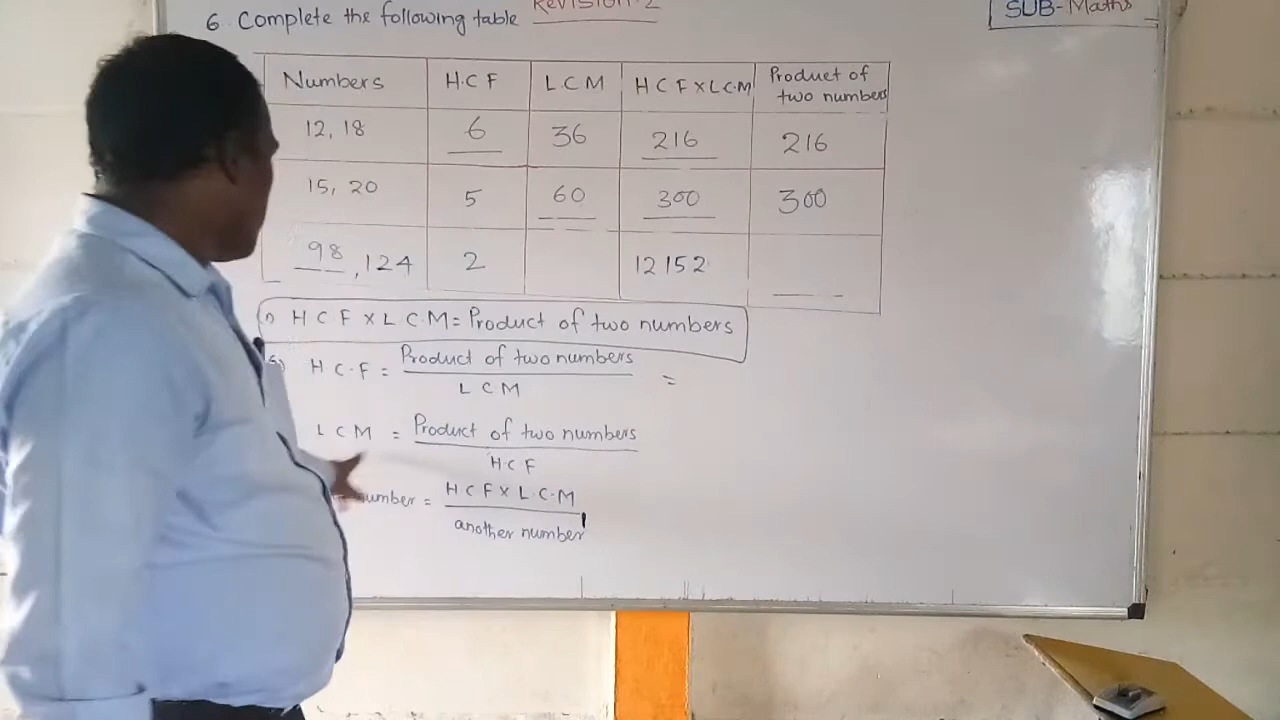 Revision-2
SUB-Maths
6. Complete the following table
Numbers H.C.F L.C.M H.C.F x L.C.M Product of two numbers
12, 18 6 36 216 216
15, 20 5 60 300 300
98, 124 2 12152
H C F x L C M = Product of two numbers
H C.F = Product of two numbers / L C M =
L C M = Product of two numbers / H C F
number = H C F x L.C.M / another number